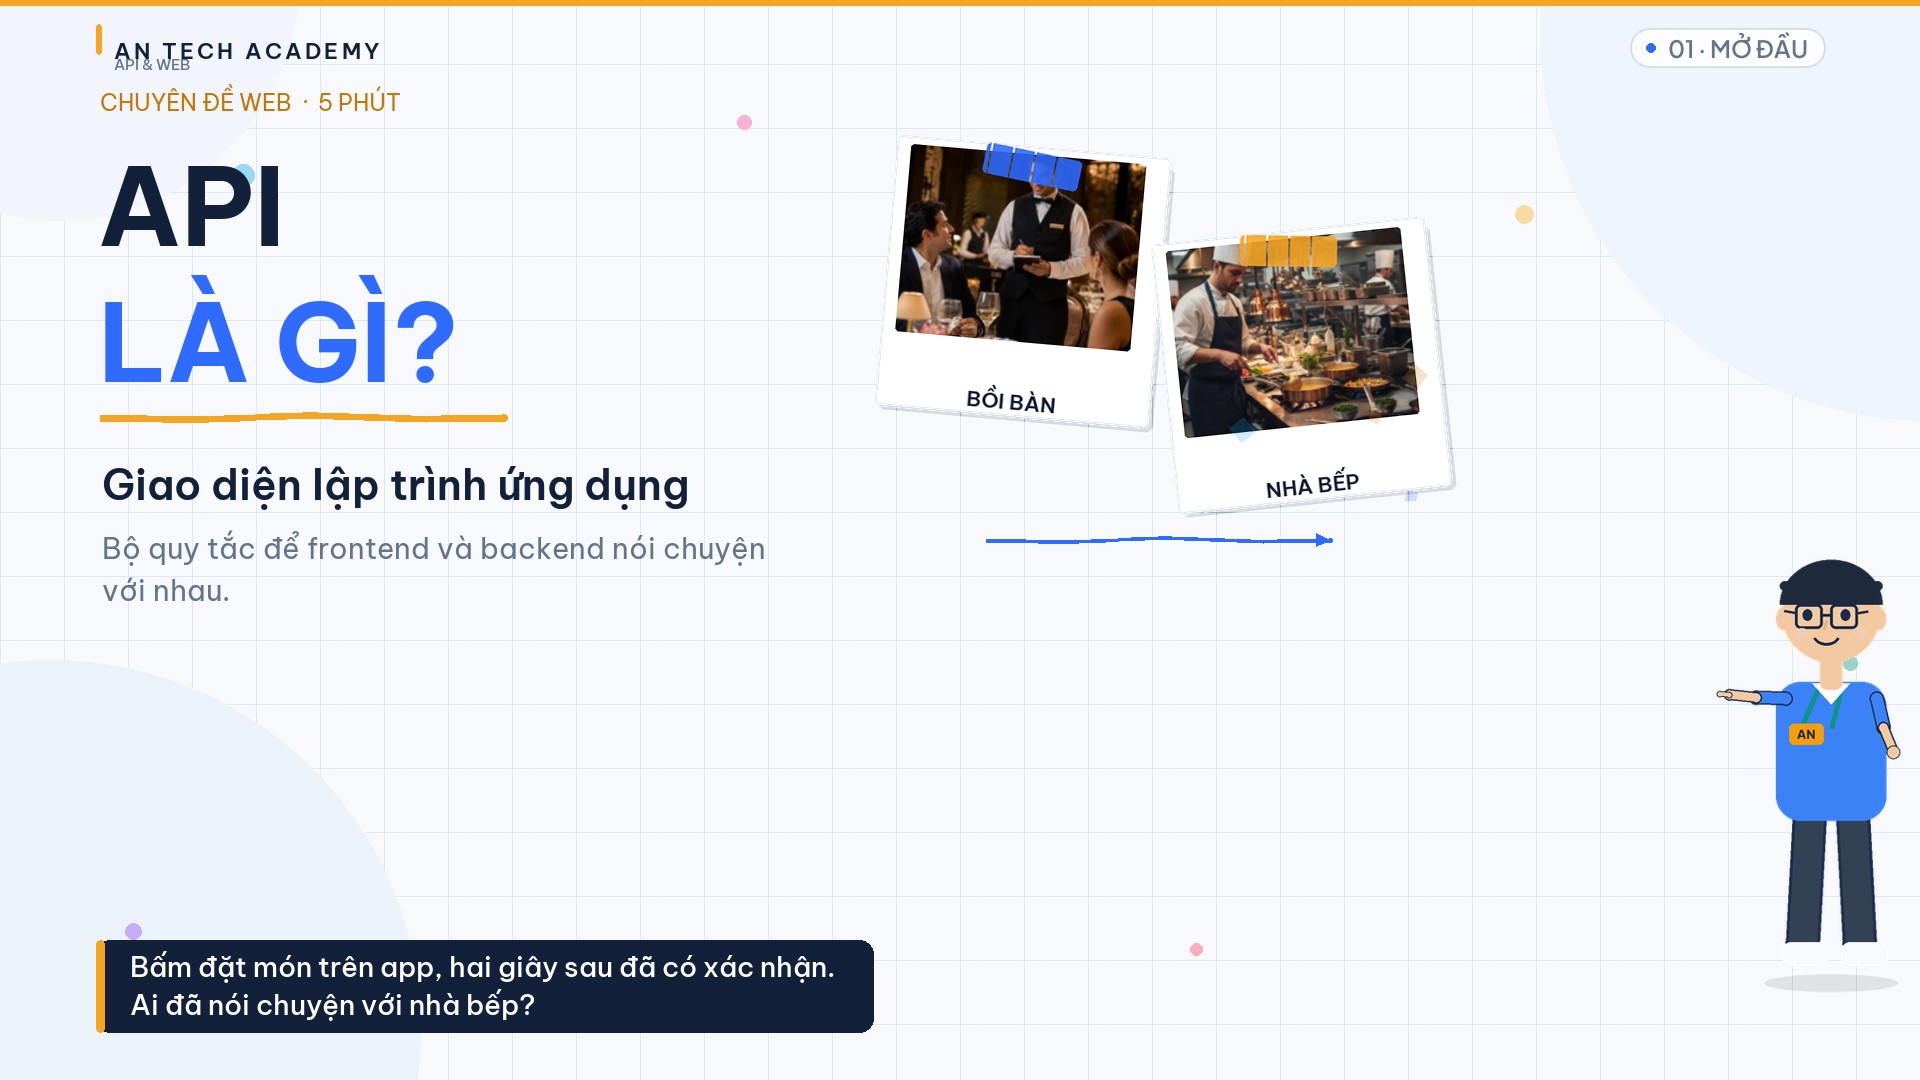 AN TECH ACADEMY
API & WEB
01 · MỞ ĐẦU
CHUYÊN ĐỀ WEB · 5 PHÚT
API
LÀ GÌ?
BỒI BÀN
NHÀ BẾP
Giao diện lập trình ứng dụng
Bộ quy tắc để frontend và backend nói chuyện
với nhau.
AN
Bấm đặt món trên app, hai giây sau đã có xác nhận.
Ai đã nói chuyện với nhà bếp?